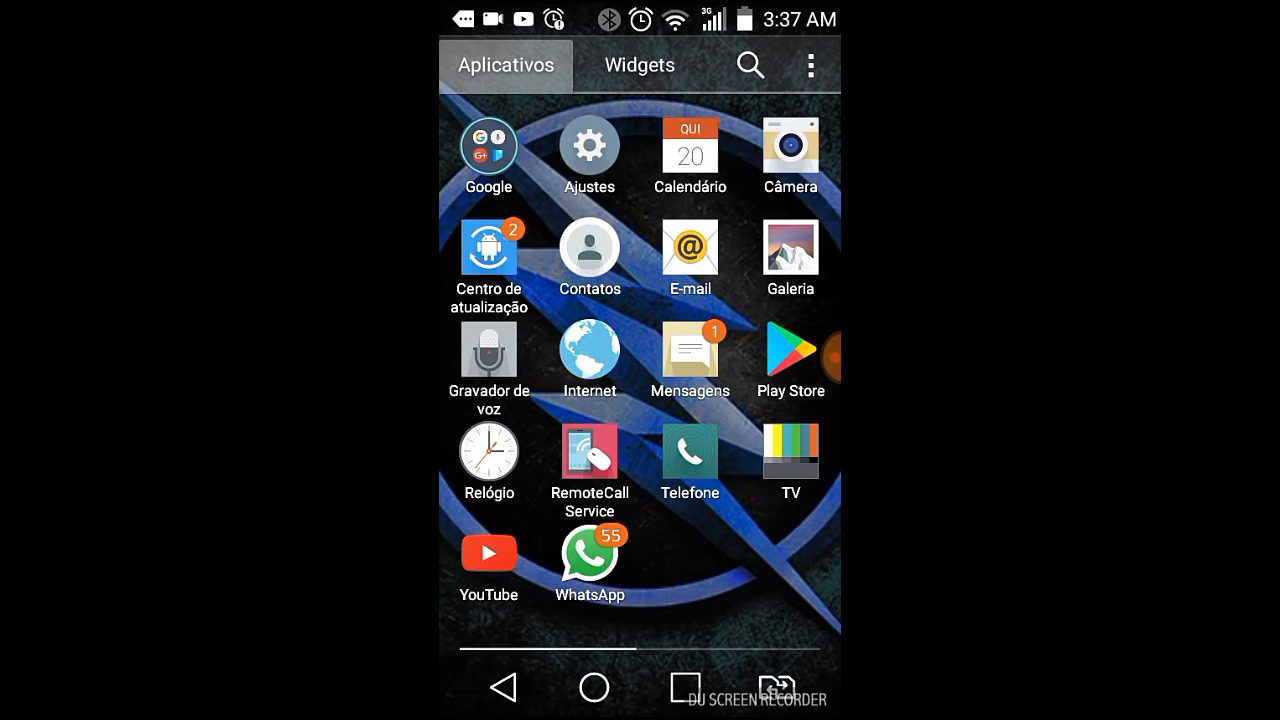 3G 3:37 AM
Aplicativos Widgets
QUI
20
G+
Google Ajustes Calendário Câmera
2
@
Centro de
atualização
Contatos E-mail Galeria
1
Gravador de
voz
Internet Mensagens Play Store
Relógio
RemoteCall
Service
Telefone TV
55
YouTube WhatsApp
DU SCREEN RECORDER